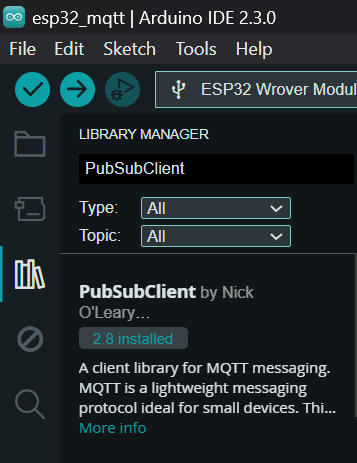 esp32_mqtt | Arduino IDE 2.3.0
File Edit Sketch Tools Help
ESP32 Wrover Modul
LIBRARY MANAGER
PubSubClient
Type: All
Topic: All
PubSubClient by Nick
O'Leary...
2.8 installed
A client library for MQTT messaging.
MQTT is a lightweight messaging
protocol ideal for small devices. Thi...
More info